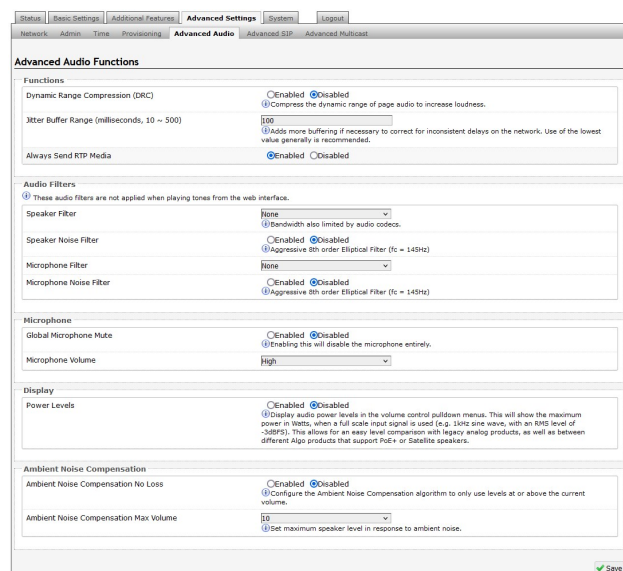 Status Basic Settings Additional Features Advanced Settings System Logout
Network Admin Time Provisioning Advanced Audio Advanced SIP Advanced Multicast
Advanced Audio Functions
Functions
Dynamic Range Compression (DRC) Enabled Disabled
Compress the dynamic range of page audio to increase loudness.
Jitter Buffer Range (milliseconds, 10 ~ 500) 100
Adds more buffering if necessary to correct for inconsistent delays on the network. Use of the lowest
value generally is recommended.
Always Send RTP Media Enabled Disabled
Audio Filters
These audio filters are not applied when playing tones from the web interface.
Speaker Filter None
Bandwidth also limited by audio codecs.
Speaker Noise Filter Enabled Disabled
Aggressive 8th order Elliptical Filter (fc = 145Hz)
Microphone Filter None
Microphone Noise Filter Enabled Disabled
Aggressive 8th order Elliptical Filter (fc = 145Hz)
Microphone
Global Microphone Mute Enabled Disabled
Enabling this will disable the microphone entirely.
Microphone Volume High
Display
Power Levels Enabled Disabled
Display audio power levels in the volume control pulldown menus. This will show the maximum
power in Watts, when a full scale input signal is used (e.g. 1kHz sine wave, with an RMS level of
-3dBFS). This allows for an easy level comparison with legacy analog products, as well as between
different Algo products that support PoE+ or Satellite speakers.
Ambient Noise Compensation
Ambient Noise Compensation No Loss Enabled Disabled
Configure the Ambient Noise Compensation algorithm to only use levels at or above the current
volume.
Ambient Noise Compensation Max Volume 10
Set maximum speaker level in response to ambient noise.
Save